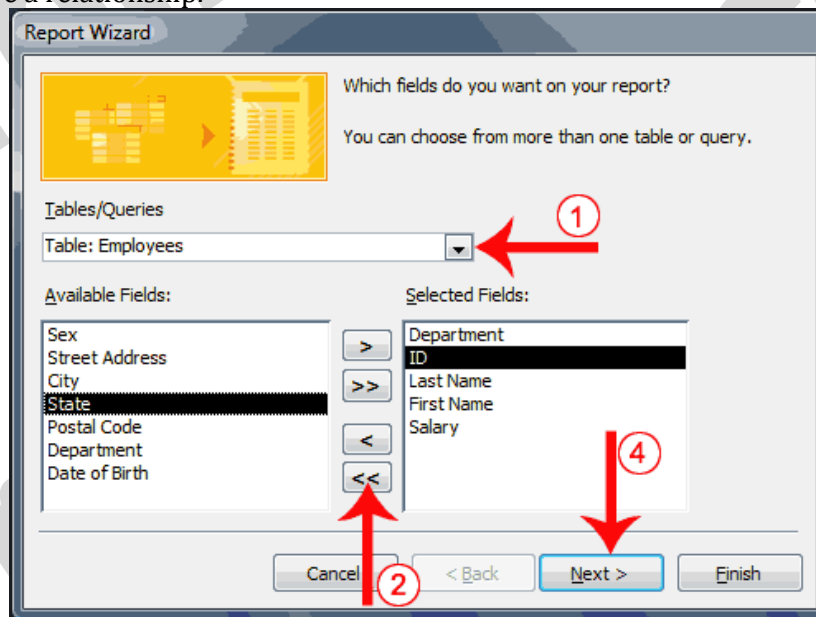 a relationship.
Report Wizard
Which fields do you want on your report?
You can choose from more than one table or query.
Tables/Queries
1
Table: Employees
Available Fields:
Selected Fields:
Sex
Street Address
City
State
Postal Code
Department
Date of Birth
>
>>
<
<<
Department
ID
Last Name
First Name
Salary
4
2
Cancel
< Back
Next >
Finish